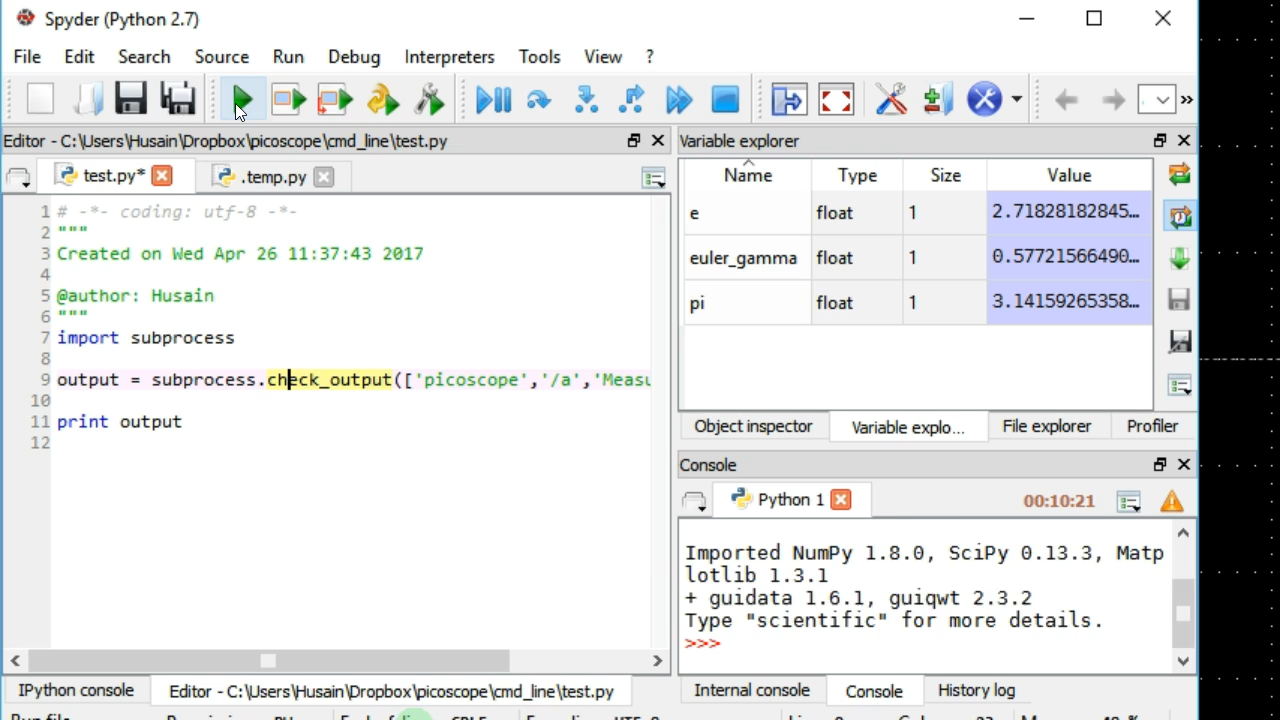 Spyder (Python 2.7)
File Edit Search Source Run Debug Interpreters Tools View ?
Editor - C:\Users\Husain\Dropbox\picoscope\cmd_line\test.py
test.py* .temp.py
1 # -*- coding: utf-8 -*-
2 """
3 Created on Wed Apr 26 11:37:43 2017
4
5 @author: Husain
6 """
7 import subprocess
8
9 output = subprocess.check_output(['picoscope','/a','Measu
10
11 print output
12
IPython console Editor - C:\Users\Husain\Dropbox\picoscope\cmd_line\test.py
Variable explorer
Name Type Size Value
e float 1 2.71828182845...
euler_gamma float 1 0.57721566490...
pi float 1 3.14159265358...
Object inspector Variable explo... File explorer Profiler
Console
Python 1 00:10:21
Imported NumPy 1.8.0, SciPy 0.13.3, Matp
lotlib 1.3.1
+ guidata 1.6.1, guiqwt 2.3.2
Type "scientific" for more details.
>>>
Internal console Console History log